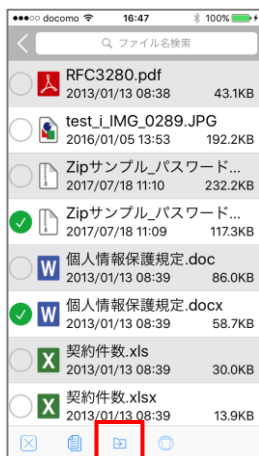 docomo 16:47 100%
ファイル名検索
RFC3280.pdf
2013/01/13 08:38 43.1KB
test_i_IMG_0289.JPG
2016/01/05 13:53 192.2KB
Zipサンプル_パスワード...
2017/07/18 11:10 232.2KB
Zipサンプル_パスワード...
2017/07/18 11:09 117.3KB
W 個人情報保護規定.doc
2013/01/13 08:39 86.0KB
W 個人情報保護規定.docx
2013/01/13 08:39 58.7KB
X 契約件数.xls
2013/01/13 08:39 30.0KB
X 契約件数.xlsx
2013/01/13 08:39 13.9KB